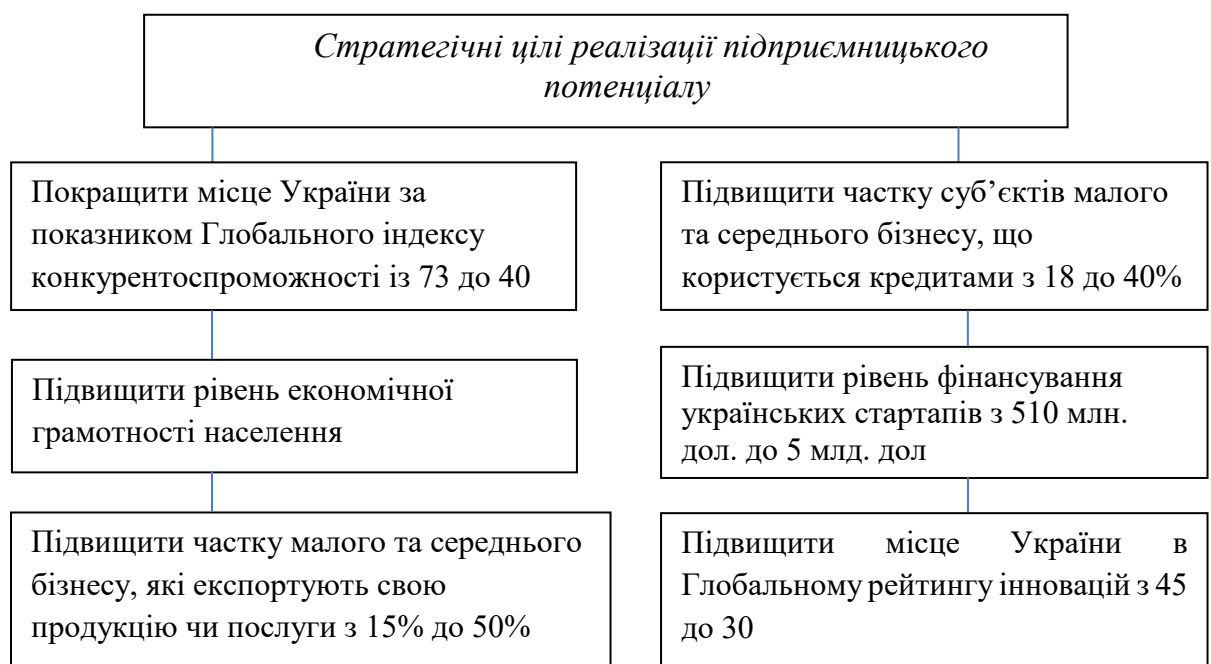 Стратегічні цілі реалізації підприємницького
потенціалу
Покращити місце України за
показником Глобального індексу
конкурентоспроможності із 73 до 40
Підвищити рівень економічної
грамотності населення
Підвищити частку малого та середнього
бізнесу, які експортують свою
продукцію чи послуги з 15% до 50%
Підвищити частку суб’єктів малого
та середнього бізнесу, що
користується кредитами з 18 до 40%
Підвищити рівень фінансування
українських стартапів з 510 млн.
дол. до 5 млд. дол
Підвищити місце України в
Глобальному рейтингу інновацій з 45
до 30